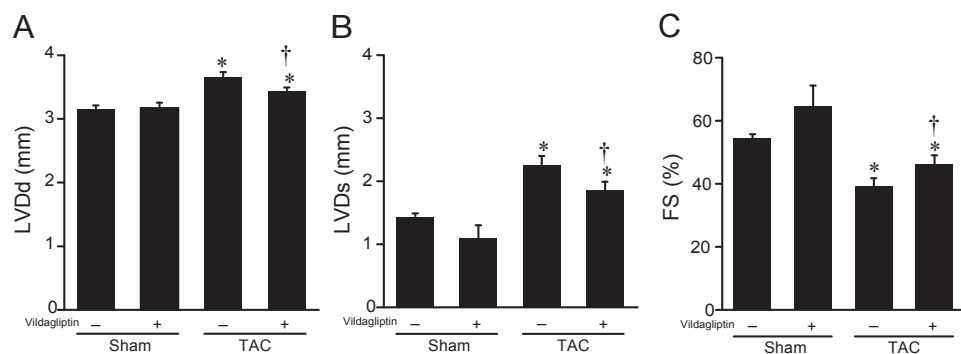 A
LVDd (mm)
4
3
2
1
0
*
†
*
Vildagliptin – + – +
Sham TAC
B
LVDs (mm)
4
3
2
1
0
*
†
*
Vildagliptin – + – +
Sham TAC
C
FS (%)
80
60
40
20
0
*
†
*
– + – +
Sham TAC